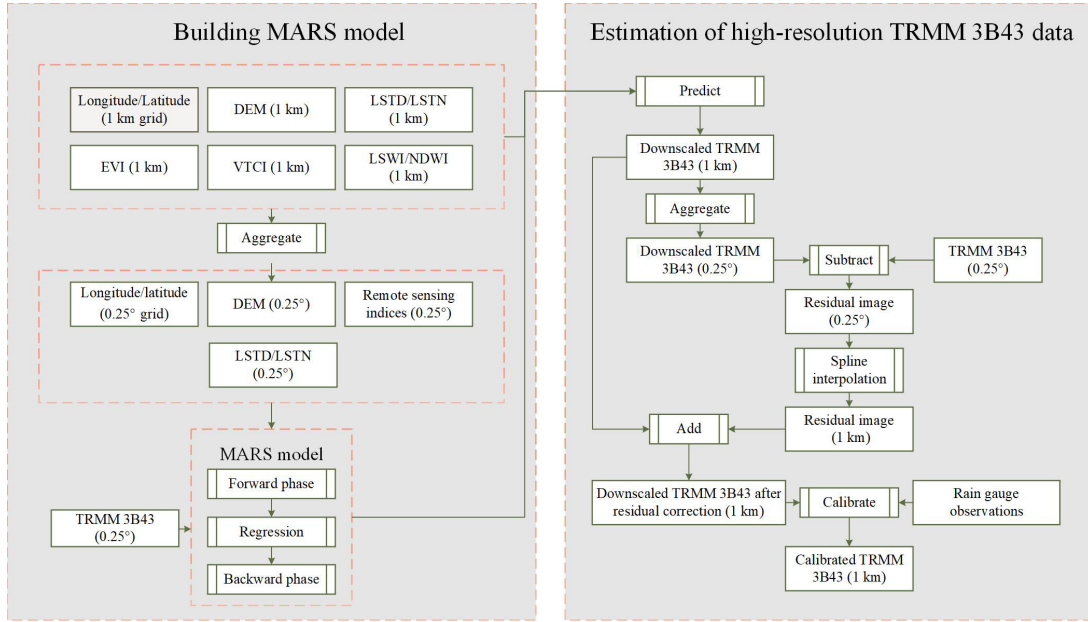 Building MARS model
Longitude/Latitude
(1 km grid)
DEM (1 km)
LSTD/LSTN
(1 km)
EVI (1 km)
VTCI (1 km)
LSWI/NDWI
(1 km)
Aggregate
Longitude/latitude
(0.25° grid)
DEM (0.25°)
Remote sensing
indices (0.25°)
LSTD/LSTN
(0.25°)
MARS model
Forward phase
TRMM 3B43
(0.25°)
Regression
Backward phase
Estimation of high-resolution TRMM 3B43 data
Predict
Downscaled TRMM
3B43 (1 km)
Aggregate
Downscaled TRMM
3B43 (0.25°)
Subtract
TRMM 3B43
(0.25°)
Residual image
(0.25°)
Spline
interpolation
Add
Residual image
(1 km)
Downscaled TRMM 3B43 after
residual correction (1 km)
Calibrate
Rain gauge
observations
Calibrated TRMM
3B43 (1 km)